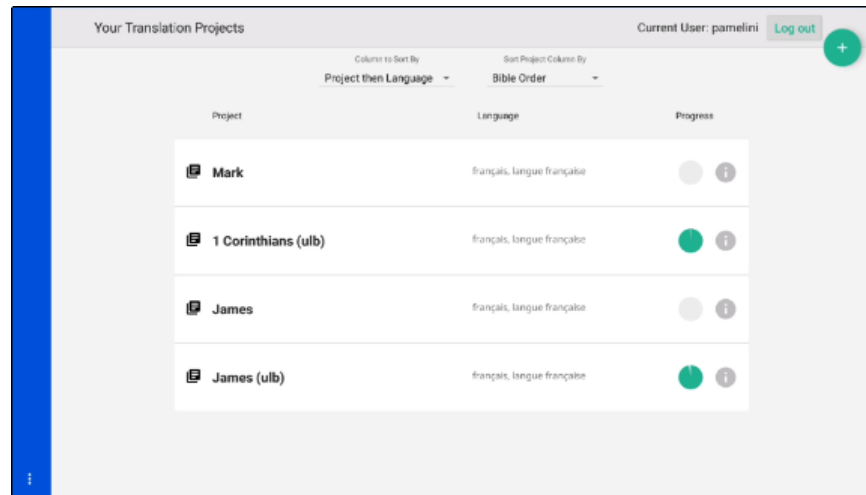 Your Translation Projects Current User: pamelini Log out
+
Column to Sort By Sort Project Column By
Project then Language Bible Order
Project Language Progress
Mark français, langue française
1 Corinthians (ulb) français, langue française
James français, langue française
James (ulb) français, langue française